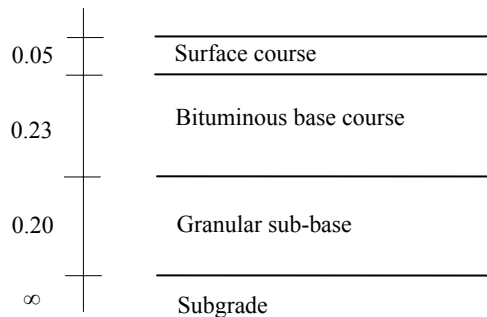 0.05 Surface course
0.23 Bituminous base course
0.20 Granular sub-base
∞ Subgrade